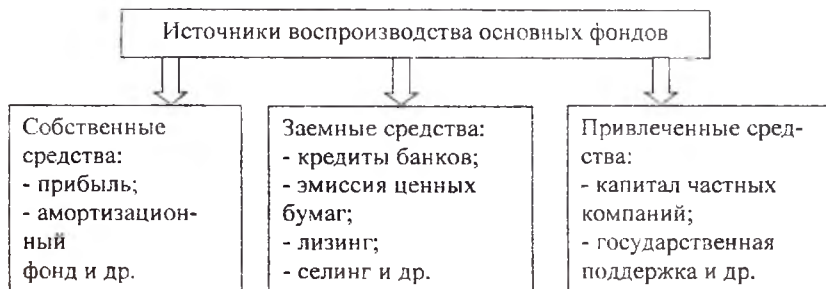 Источники воспроизводства основных фондов
Собственные
средства:
- прибыль;
- амортизацион-
ный
фонд и др.
Заемные средства:
- кредиты банков;
- эмиссия ценных
бумаг;
- лизинг;
- селинг и др.
Привлеченные сред-
ства:
- капитал частных
компаний;
- государственная
поддержка и др.